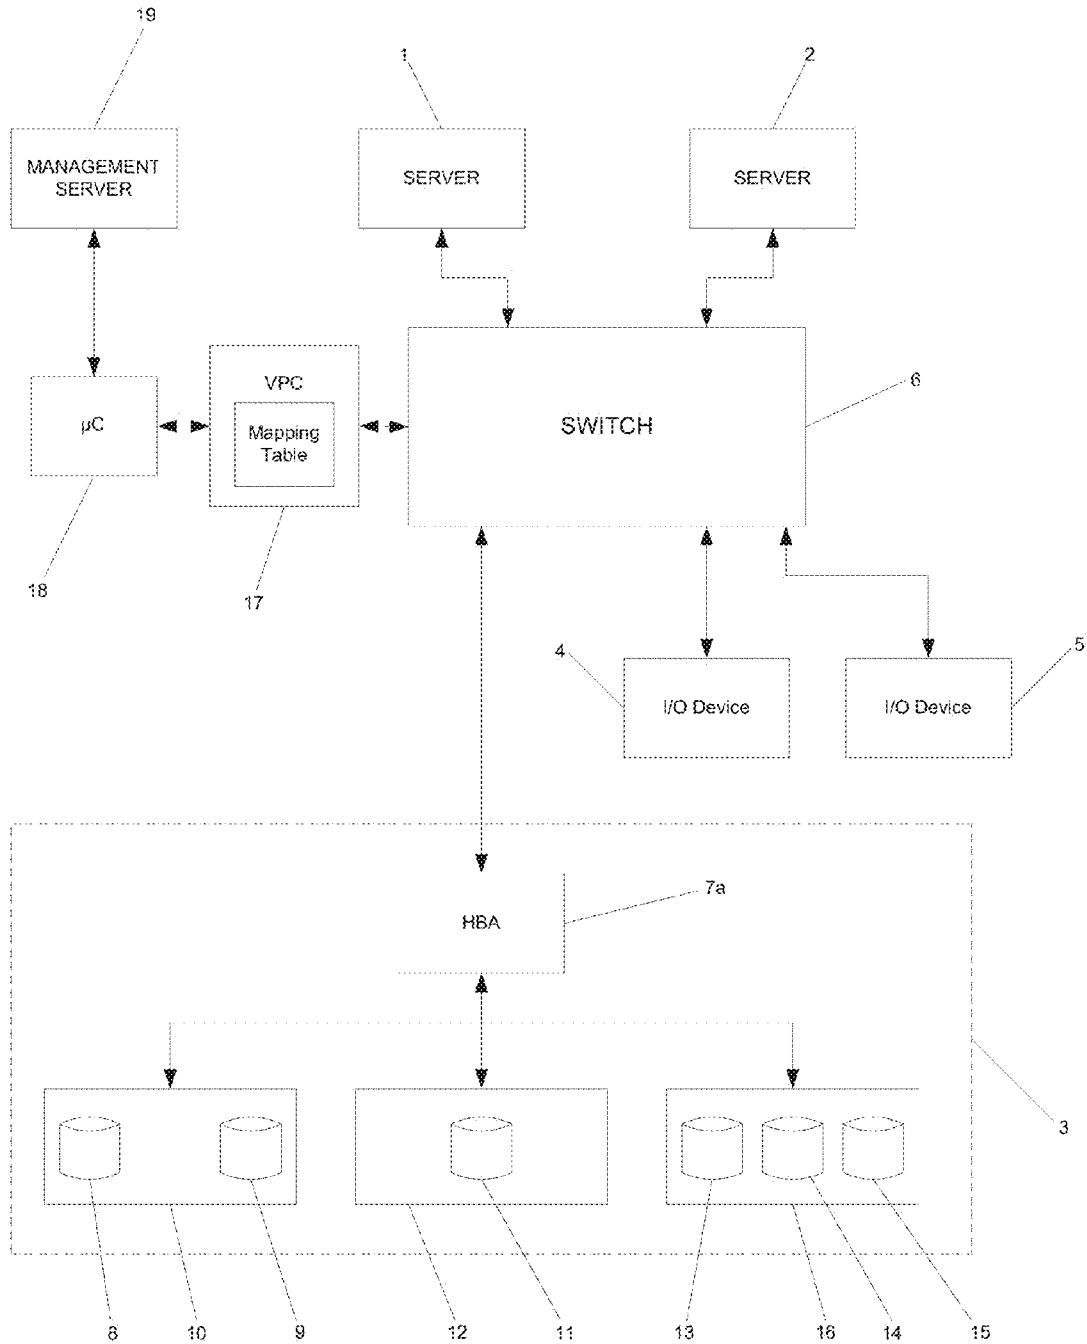 19
1
2
MANAGEMENT
SERVER
SERVER
SERVER
6
VPC
µC
Mapping
Table
SWITCH
18
17
4
5
I/O Device
I/O Device
7a
HBA
3
8
10
9
12
11
13
16
14
15